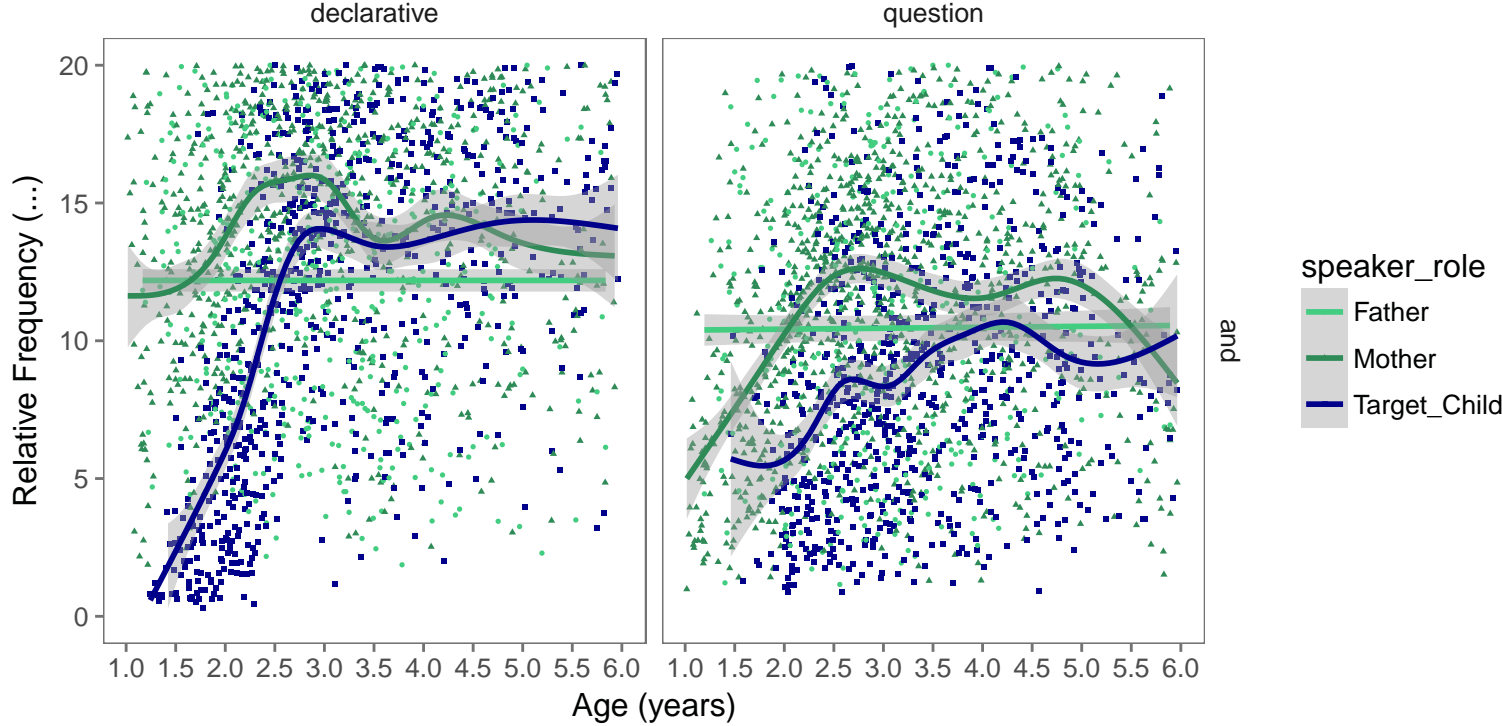 declarative
question
20
15
10
5
0
Relative Frequency (...)
1.0 1.5 2.0 2.5 3.0 3.5 4.0 4.5 5.0 5.5 6.0
1.0 1.5 2.0 2.5 3.0 3.5 4.0 4.5 5.0 5.5 6.0
Age (years)
and
speaker_role
Father
Mother
Target_Child